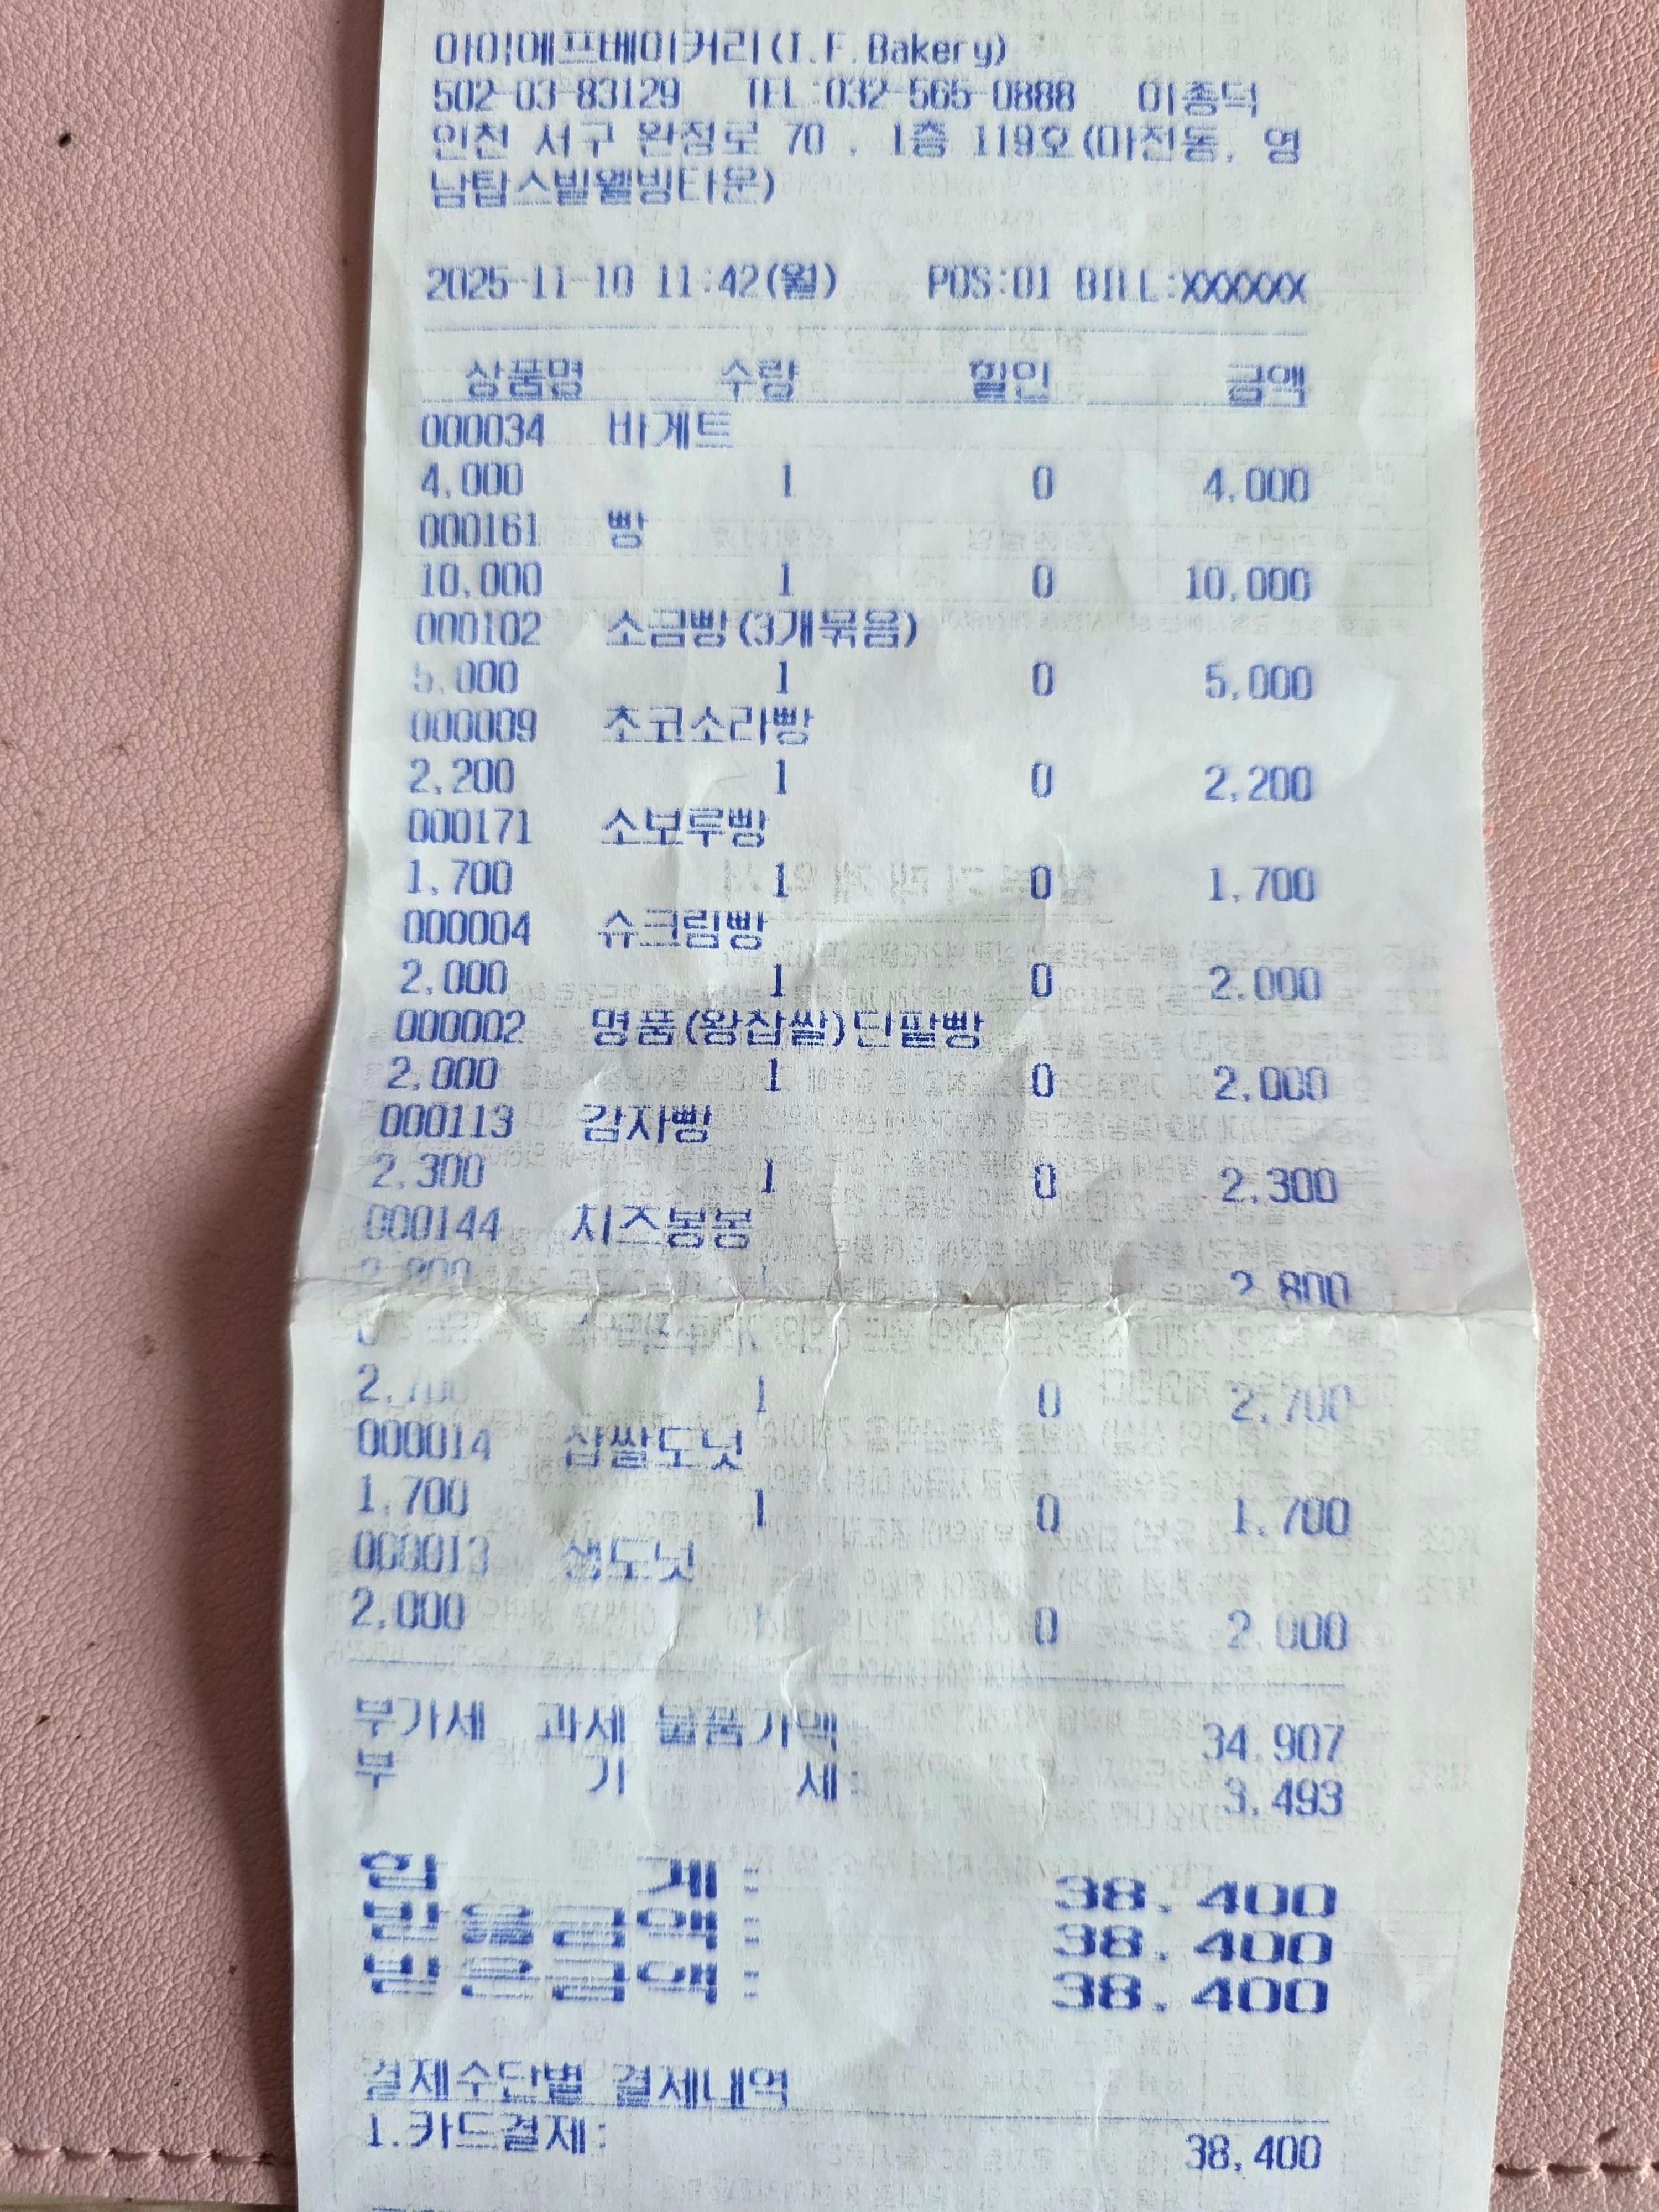 아이에프베이커리(I.F.Bakery)
502-03-83129 TEL:032-565-0888 이종덕
인천 서구 완정로 70 , 1층 119호(마전동, 영
남탑스빌웰빙타운)
2025-11-10 11:42(월) POS:01 BILL:XXXXXX
상품명 수량 할인 금액
000034 바게트
4,000 1 0 4,000
000161 빵
10,000 1 0 10,000
000102 소금빵(3개묶음)
5,000 1 0 5,000
000009 초코소라빵
2,200 1 0 2,200
000171 소보루빵
1,700 1 0 1,700
000004 슈크림빵
2,000 1 0 2,000
000002 명품(왕찹쌀)단팥빵
2,000 1 0 2,000
000113 감자빵
2,300 1 0 2,300
000144 치즈봉봉
2,800 1 2,800
2,700 1 0 2,700
000014 찹쌀도넛
1,700 1 0 1,700
000013 생도넛
2,000 1 0 2,000
부가세 과세 물품가액: 34,907
부 가 세: 3,493
합 계: 38,400
받을금액: 38,400
받은금액: 38,400
결제수단별 결제내역
1.카드결제: 38,400